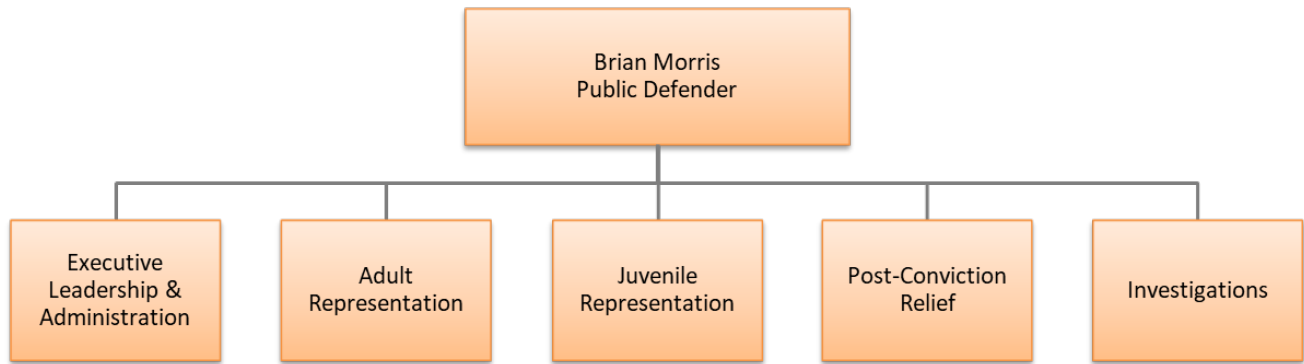 Brian Morris
Public Defender
Executive
Leadership &
Administration
Adult
Representation
Juvenile
Representation
Post-Conviction
Relief
Investigations